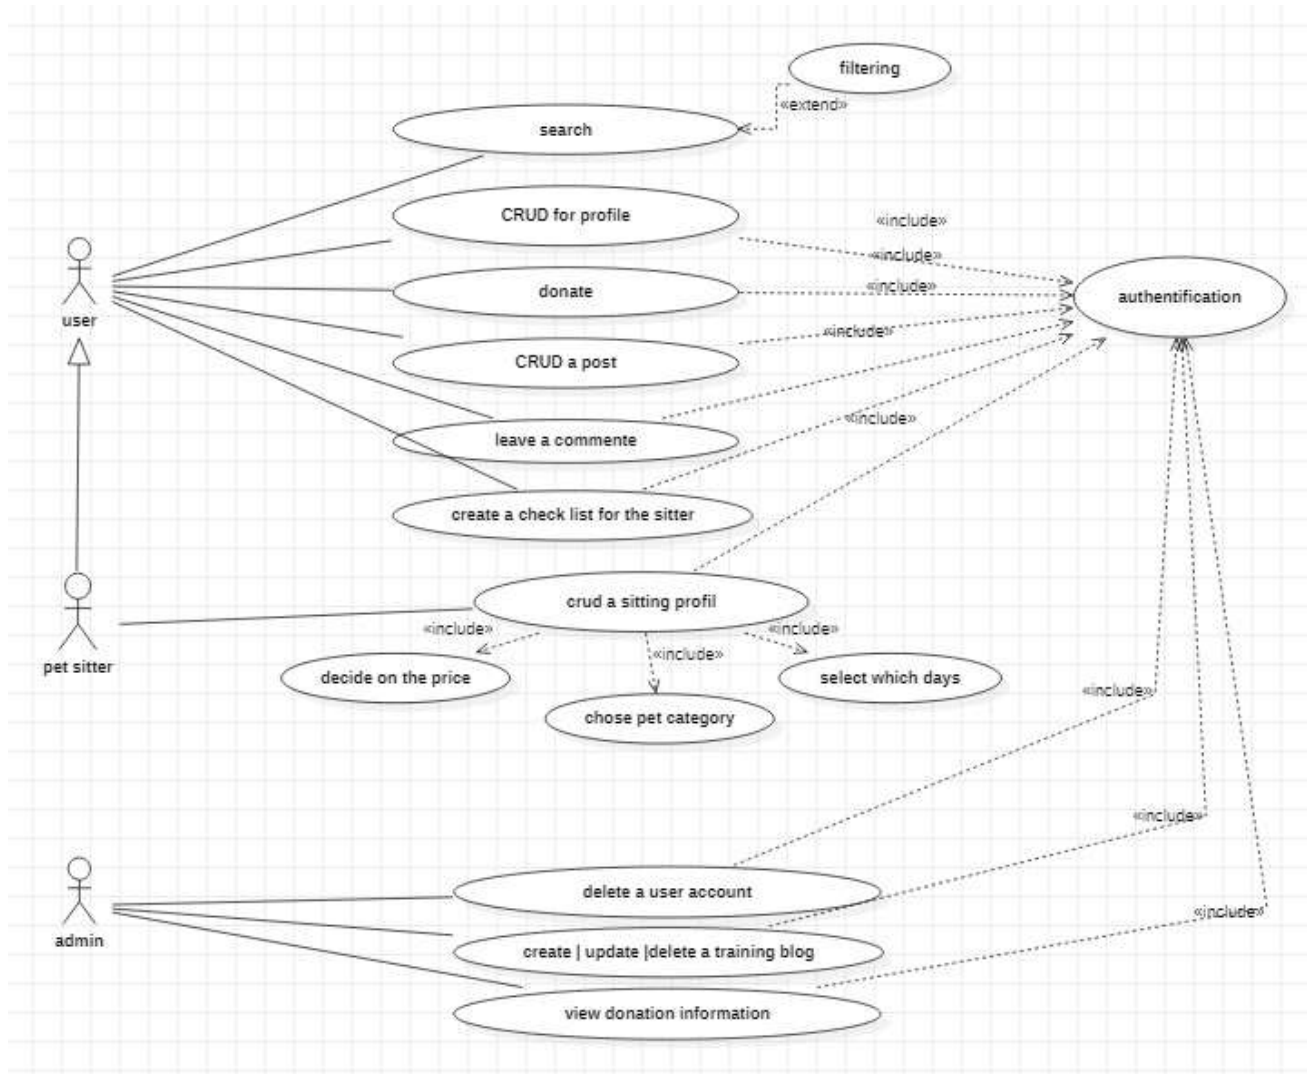 filtering
«extend»
search
CRUD for profile
«include»
«include»
«include»
donate
authentification
user
«include»
CRUD a post
«include»
leave a commente
create a check list for the sitter
crud a sitting profil
«include»
«include»
«include»
pet sitter
decide on the price
select which days
chose pet category
«include»
«include»
delete a user account
«include»
admin
create | update |delete a training blog
view donation information